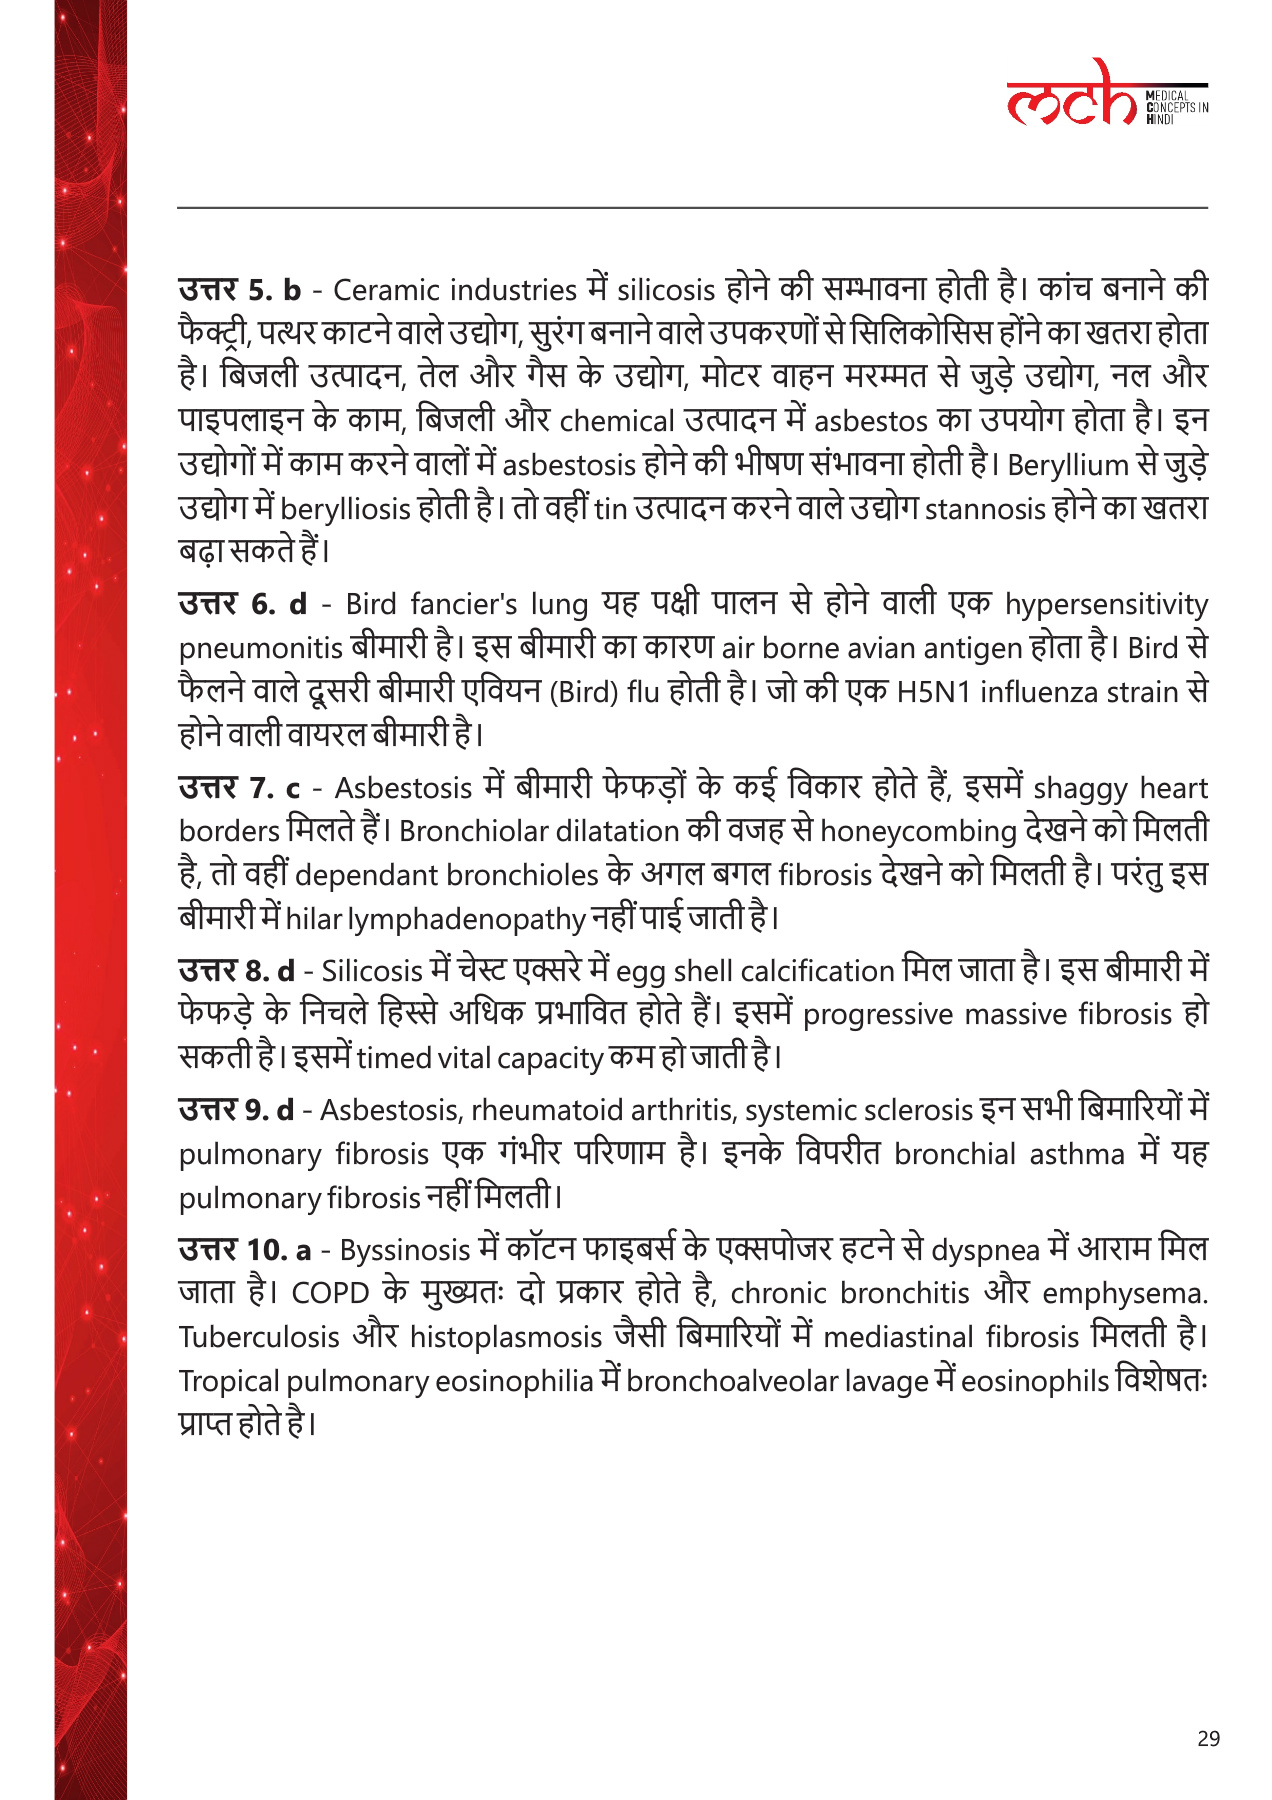 mch MEDICAL
CONCEPTS IN
HINDI
उत्तर 5. b - Ceramic industries में silicosis होने की सम्भावना होती है। कांच बनाने की
फैक्ट्री, पत्थर काटने वाले उद्योग, सुरंग बनाने वाले उपकरणों से सिलिकोसिस होंने का खतरा होता
है। बिजली उत्पादन, तेल और गैस के उद्योग, मोटर वाहन मरम्मत से जुड़े उद्योग, नल और
पाइपलाइन के काम, बिजली और chemical उत्पादन में asbestos का उपयोग होता है। इन
उद्योगों में काम करने वालों में asbestosis होने की भीषण संभावना होती है। Beryllium से जुड़े
उद्योग में berylliosis होती है। तो वहीं tin उत्पादन करने वाले उद्योग stannosis होने का खतरा
बढ़ा सकते हैं।
उत्तर 6. d - Bird fancier's lung यह पक्षी पालन से होने वाली एक hypersensitivity
pneumonitis बीमारी है। इस बीमारी का कारण air borne avian antigen होता है। Bird से
फैलने वाले दूसरी बीमारी एवियन (Bird) flu होती है। जो की एक H5N1 influenza strain से
होने वाली वायरल बीमारी है।
उत्तर 7. c - Asbestosis में बीमारी फेफड़ों के कई विकार होते हैं, इसमें shaggy heart
borders मिलते हैं। Bronchiolar dilatation की वजह से honeycombing देखने को मिलती
है, तो वहीं dependant bronchioles के अगल बगल fibrosis देखने को मिलती है। परंतु इस
बीमारी में hilar lymphadenopathy नहीं पाई जाती है।
उत्तर 8. d - Silicosis में चेस्ट एक्सरे में egg shell calcification मिल जाता है। इस बीमारी में
फेफड़े के निचले हिस्से अधिक प्रभावित होते हैं। इसमें progressive massive fibrosis हो
सकती है। इसमें timed vital capacity कम हो जाती है।
उत्तर 9. d - Asbestosis, rheumatoid arthritis, systemic sclerosis इन सभी बिमारियों में
pulmonary fibrosis एक गंभीर परिणाम है। इनके विपरीत bronchial asthma में यह
pulmonary fibrosis नहीं मिलती।
उत्तर 10. a - Byssinosis में कॉटन फाइबर्स के एक्सपोजर हटने से dyspnea में आराम मिल
जाता है। COPD के मुख्यतः दो प्रकार होते है, chronic bronchitis और emphysema.
Tuberculosis और histoplasmosis जैसी बिमारियों में mediastinal fibrosis मिलती है।
Tropical pulmonary eosinophilia में bronchoalveolar lavage में eosinophils विशेषतः
प्राप्त होते है।
29